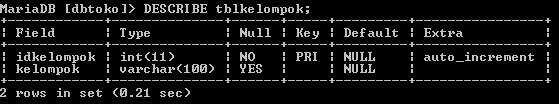 MariaDB [dbtoko]> DESCRIBE tblkelompok;
+------------+--------------+------+-----+---------+----------------+
| Field      | Type         | Null | Key | Default | Extra          |
+------------+--------------+------+-----+---------+----------------+
| idkelompok | int(11)      | NO   | PRI | NULL    | auto_increment |
| kelompok   | varchar(100) | YES  |     | NULL    |                |
+------------+--------------+------+-----+---------+----------------+
2 rows in set (0.21 sec)